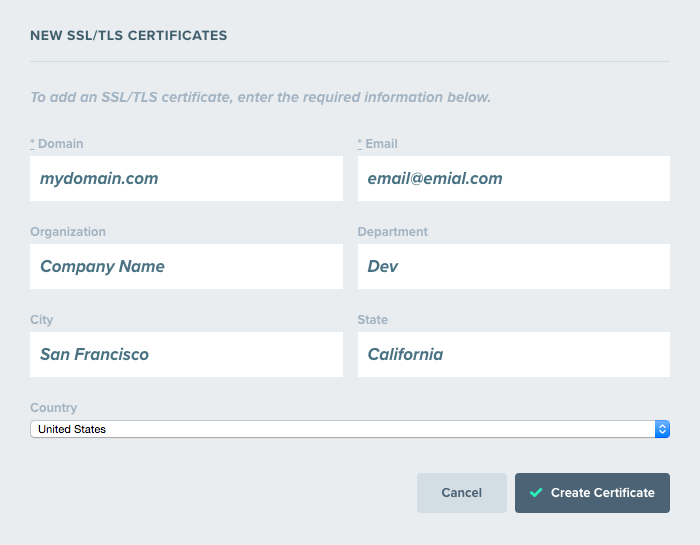 NEW SSL/TLS CERTIFICATES
To add an SSL/TLS certificate, enter the required information below.
* Domain
* Email
mydomain.com
email@emial.com
Organization
Department
Company Name
Dev
City
State
San Francisco
California
Country
United States
Cancel
Create Certificate